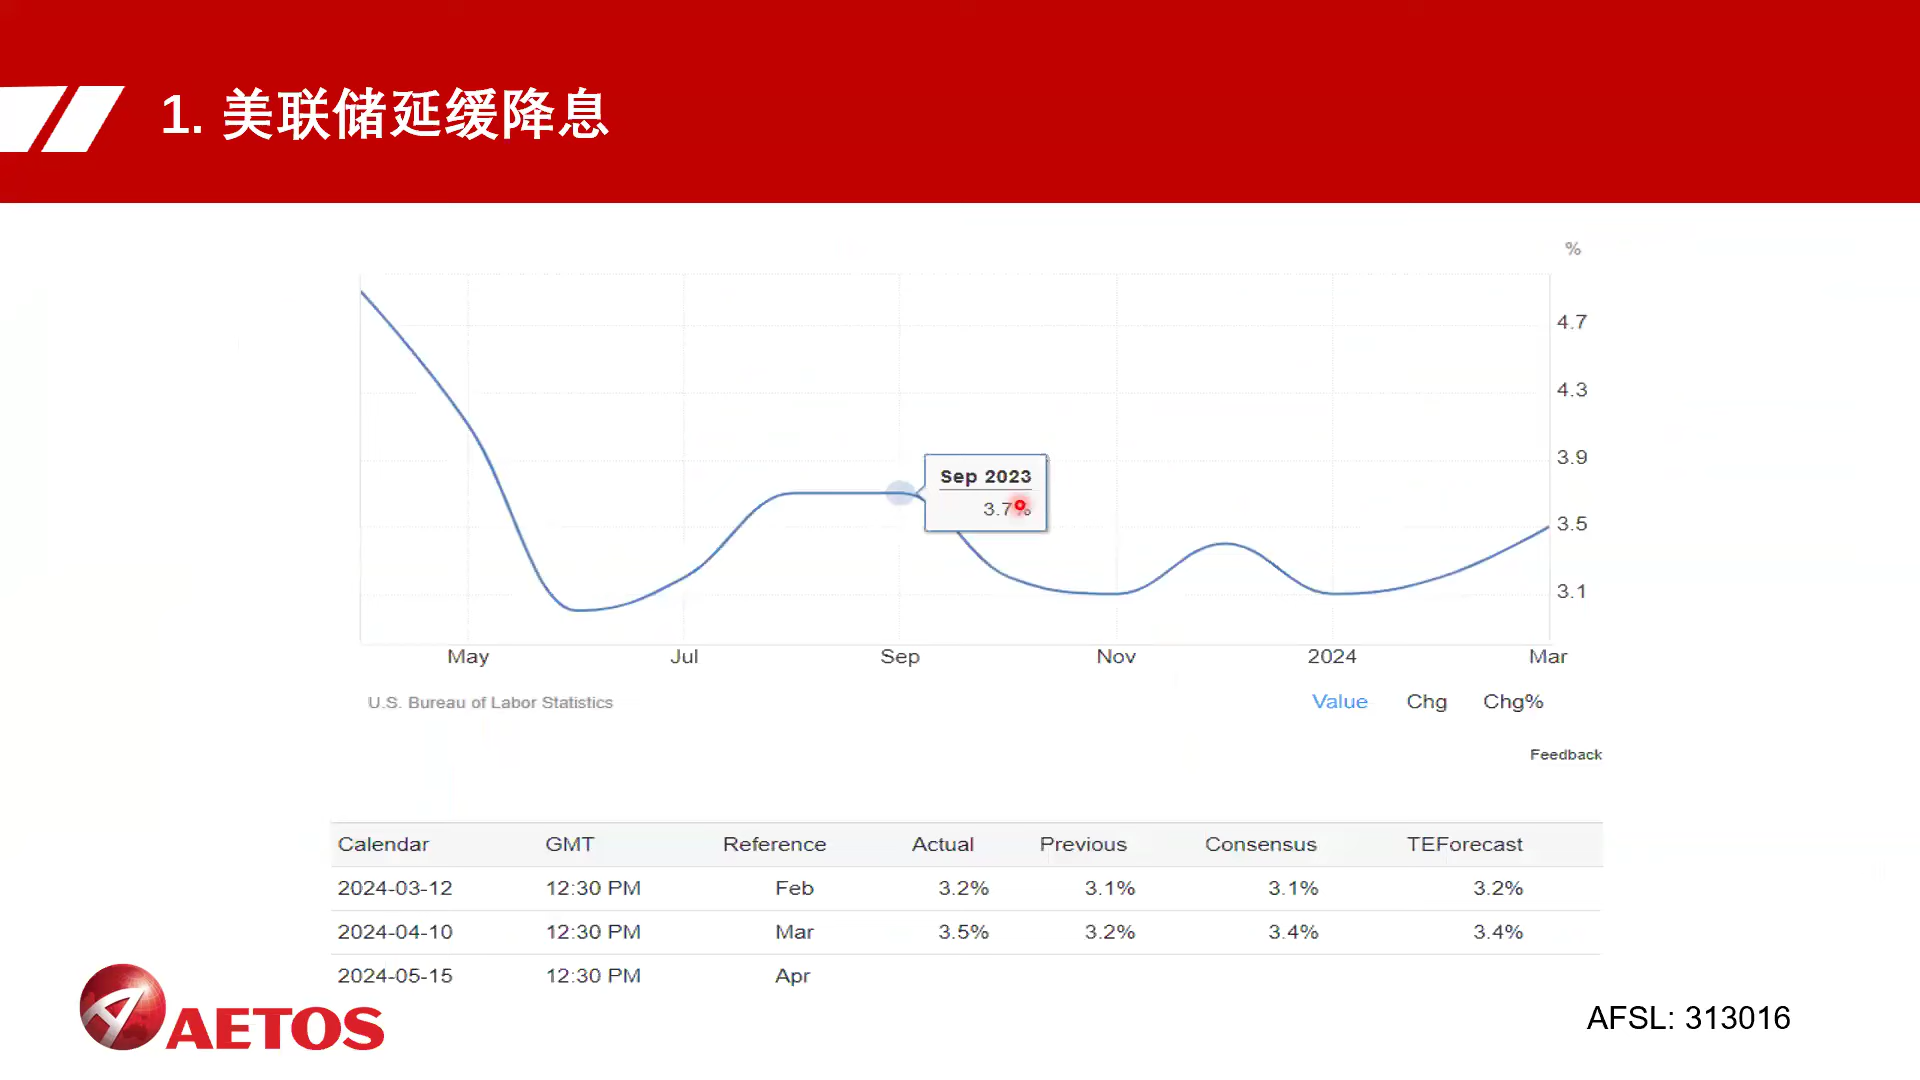 1. 美联储延缓降息
%
4.7
4.3
3.9
3.5
3.1
Sep 2023
3.7%
May Jul Sep Nov 2024 Mar
U.S. Bureau of Labor Statistics
Value Chg Chg%
Feedback
Calendar GMT Reference Actual Previous Consensus TEForecast
2024-03-12 12:30 PM Feb 3.2% 3.1% 3.1% 3.2%
2024-04-10 12:30 PM Mar 3.5% 3.2% 3.4% 3.4%
2024-05-15 12:30 PM Apr
AETOS
AFSL: 313016